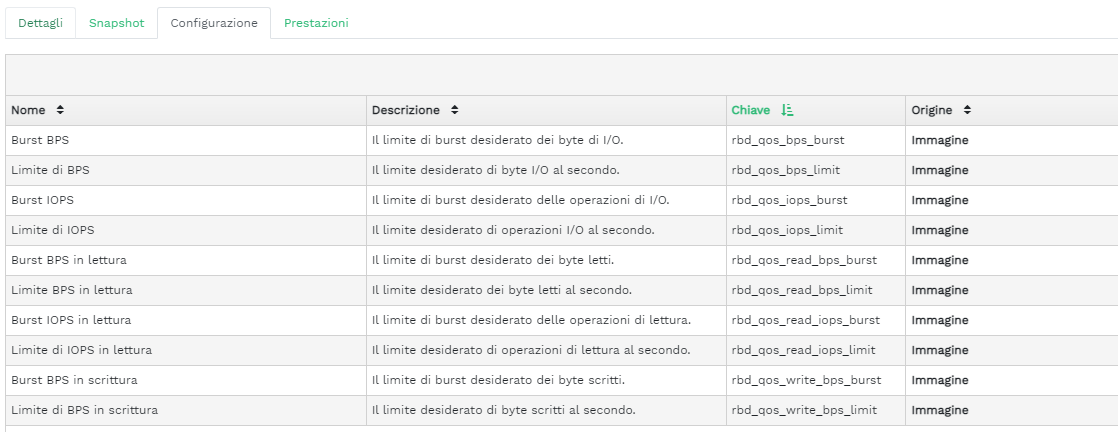 Dettagli Snapshot Configurazione Prestazioni
Nome Descrizione Chiave Origine
Burst BPS Il limite di burst desiderato dei byte di I/O. rbd_qos_bps_burst Immagine
Limite di BPS Il limite desiderato di byte I/O al secondo. rbd_qos_bps_limit Immagine
Burst IOPS Il limite di burst desiderato delle operazioni di I/O. rbd_qos_iops_burst Immagine
Limite di IOPS Il limite desiderato di operazioni I/O al secondo. rbd_qos_iops_limit Immagine
Burst BPS in lettura Il limite di burst desiderato dei byte letti. rbd_qos_read_bps_burst Immagine
Limite BPS in lettura Il limite desiderato dei byte letti al secondo. rbd_qos_read_bps_limit Immagine
Burst IOPS in lettura Il limite di burst desiderato delle operazioni di lettura. rbd_qos_read_iops_burst Immagine
Limite di IOPS in lettura Il limite desiderato di operazioni di lettura al secondo. rbd_qos_read_iops_limit Immagine
Burst BPS in scrittura Il limite di burst desiderato dei byte scritti. rbd_qos_write_bps_burst Immagine
Limite di BPS in scrittura Il limite desiderato di byte scritti al secondo. rbd_qos_write_bps_limit Immagine